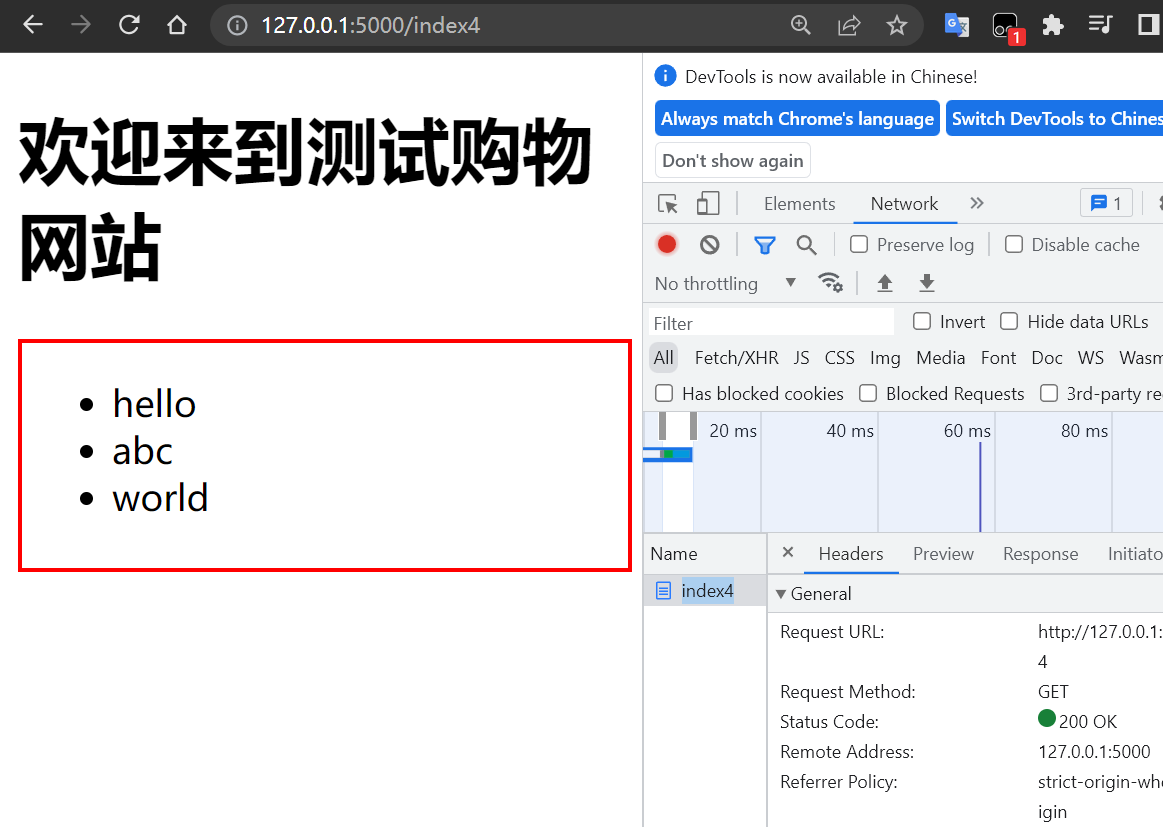 127.0.0.1:5000/index4
1
欢迎来到测试购物
网站
hello
abc
world
DevTools is now available in Chinese!
Always match Chrome's language
Switch DevTools to Chines
Don't show again
Elements
Network
1
Preserve log
Disable cache
No throttling
Filter
Invert
Hide data URLs
All
Fetch/XHR
JS
CSS
Img
Media
Font
Doc
WS
Wasm
Has blocked cookies
Blocked Requests
3rd-party re
20 ms
40 ms
60 ms
80 ms
Name
Headers
Preview
Response
Initiato
index4
General
Request URL:
http://127.0.0.1:
4
Request Method:
GET
Status Code:
200 OK
Remote Address:
127.0.0.1:5000
Referrer Policy:
strict-origin-whe
igin